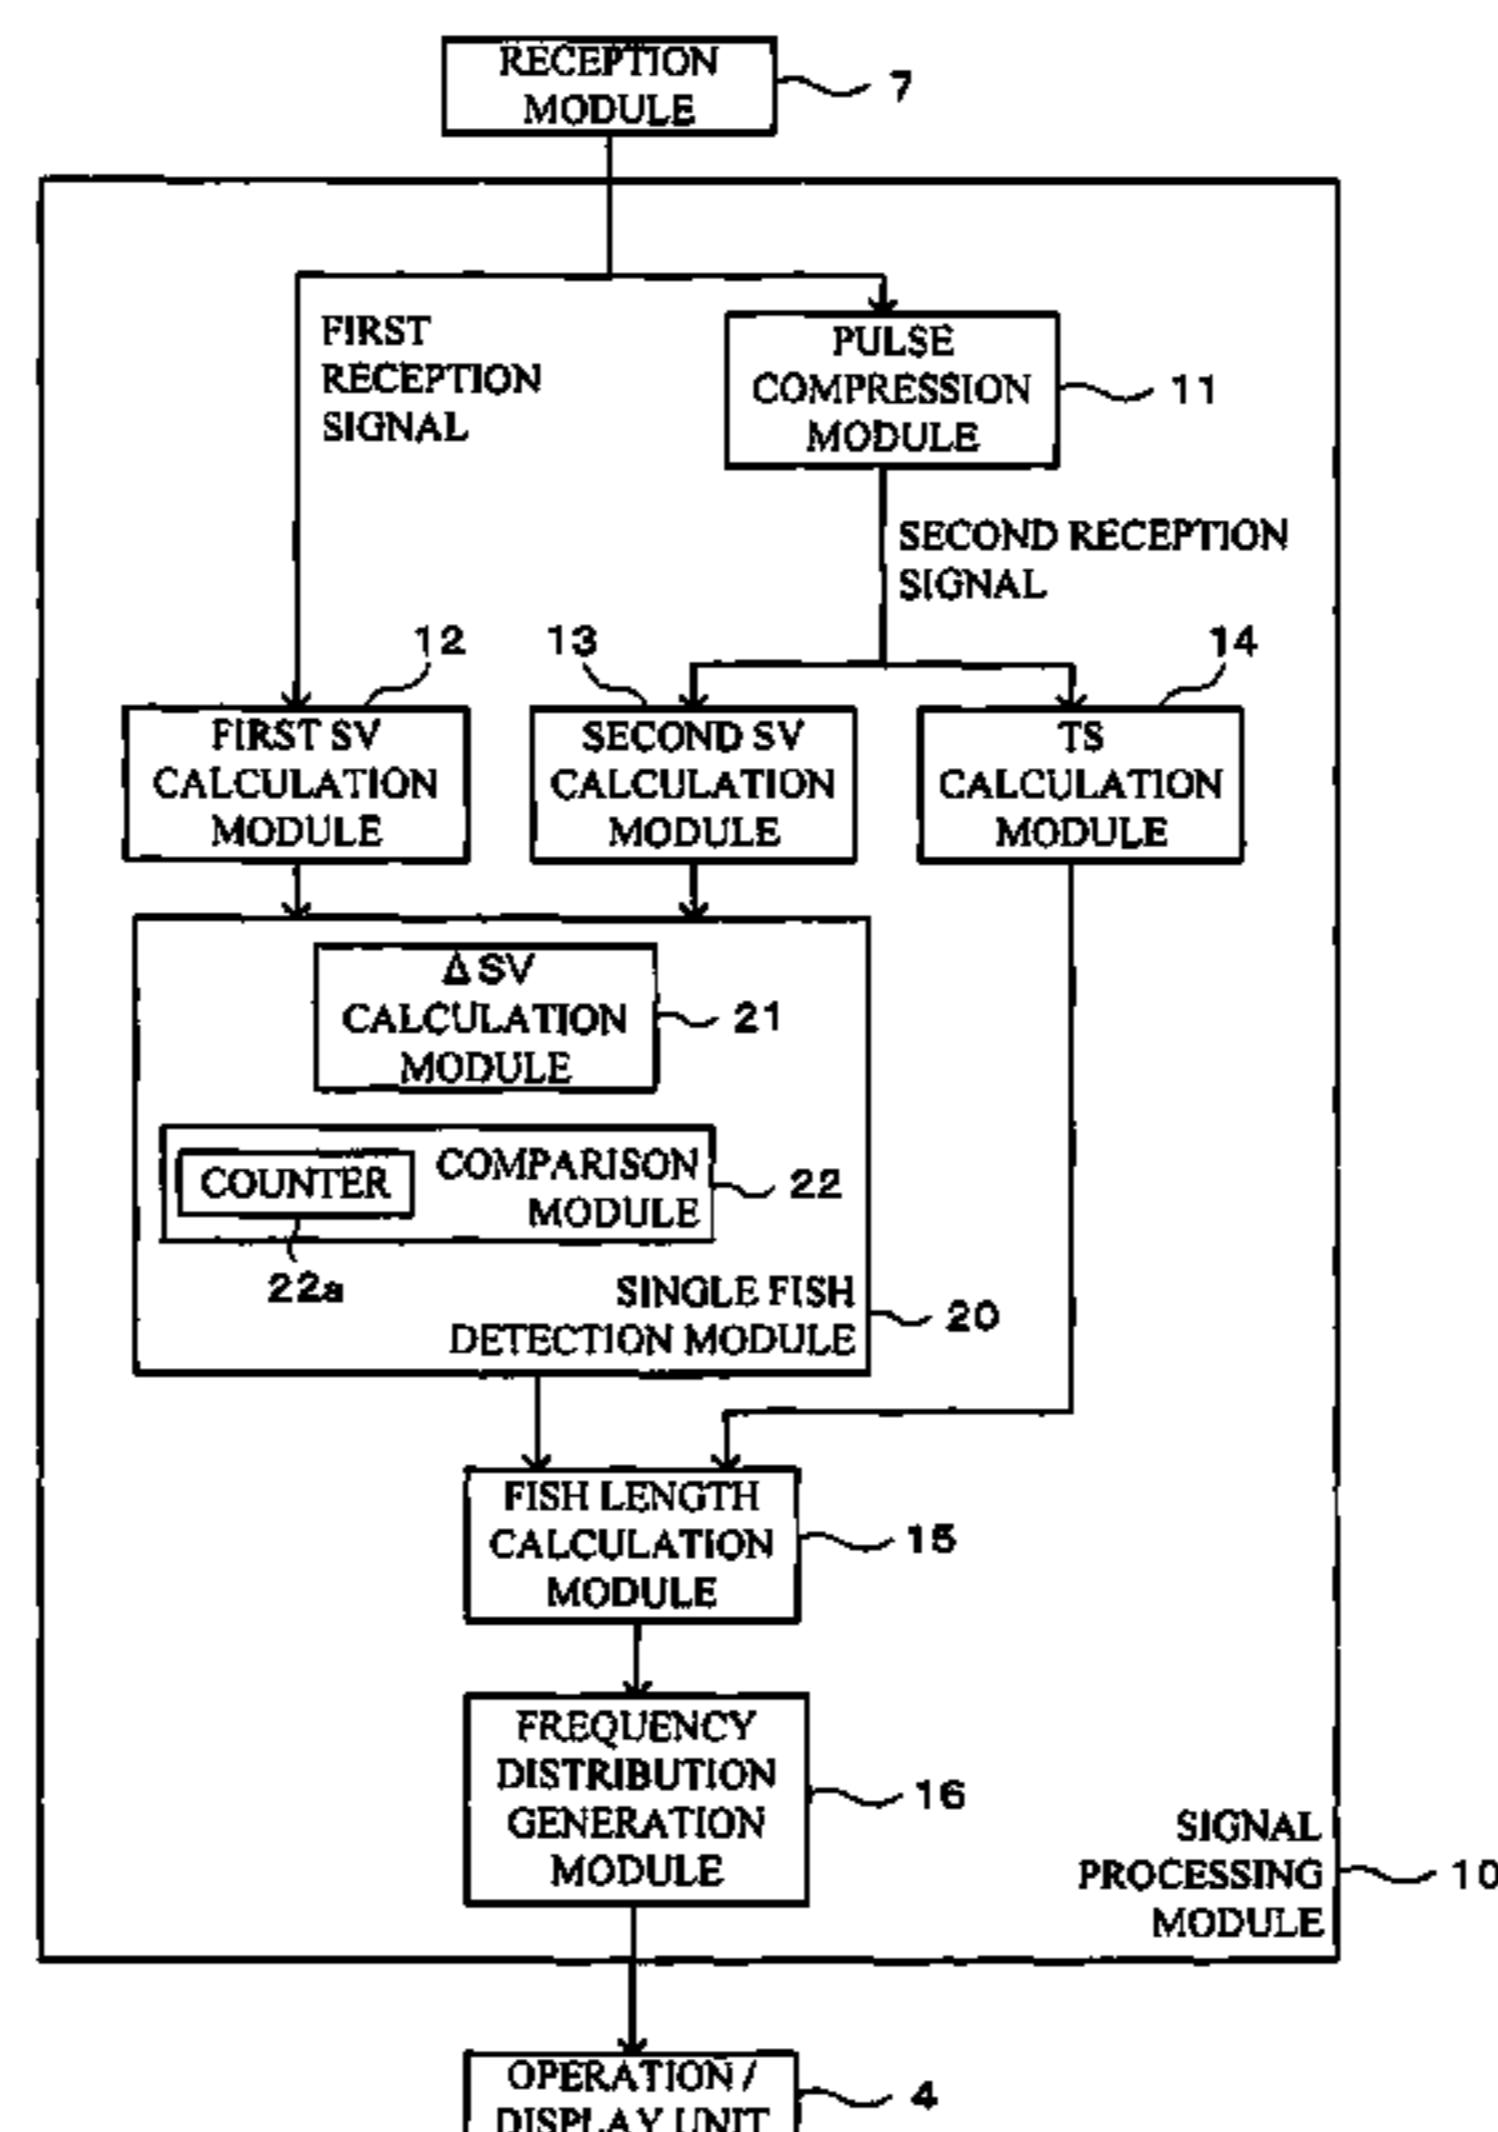 RECEPTION
MODULE
7
FIRST
RECEPTION
SIGNAL
PULSE
COMPRESSION
MODULE
11
SECOND RECEPTION
SIGNAL
12
13
14
FIRST SV
CALCULATION
MODULE
SECOND SV
CALCULATION
MODULE
TS
CALCULATION
MODULE
Δ SV
CALCULATION
MODULE
21
COUNTER
COMPARISON
MODULE
22
22a
SINGLE FISH
DETECTION MODULE
20
FISH LENGTH
CALCULATION
MODULE
15
FREQUENCY
DISTRIBUTION
GENERATION
MODULE
16
SIGNAL
PROCESSING
MODULE
10
OPERATION /
DISPLAY UNIT
4